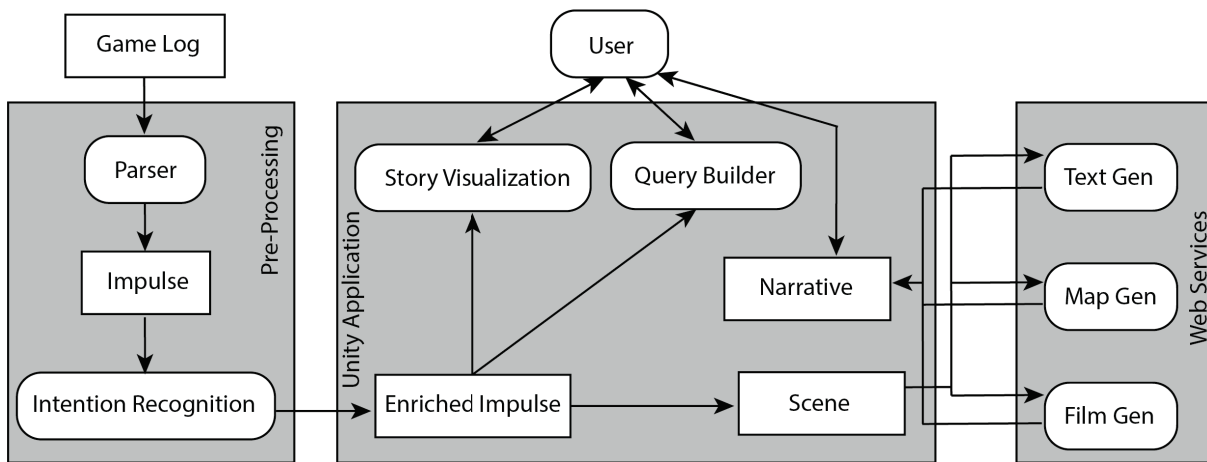 Game Log
User
Pre-Processing
Parser
Impulse
Intention Recognition
Unity Application
Story Visualization
Query Builder
Narrative
Enriched Impulse
Scene
Web Services
Text Gen
Map Gen
Film Gen